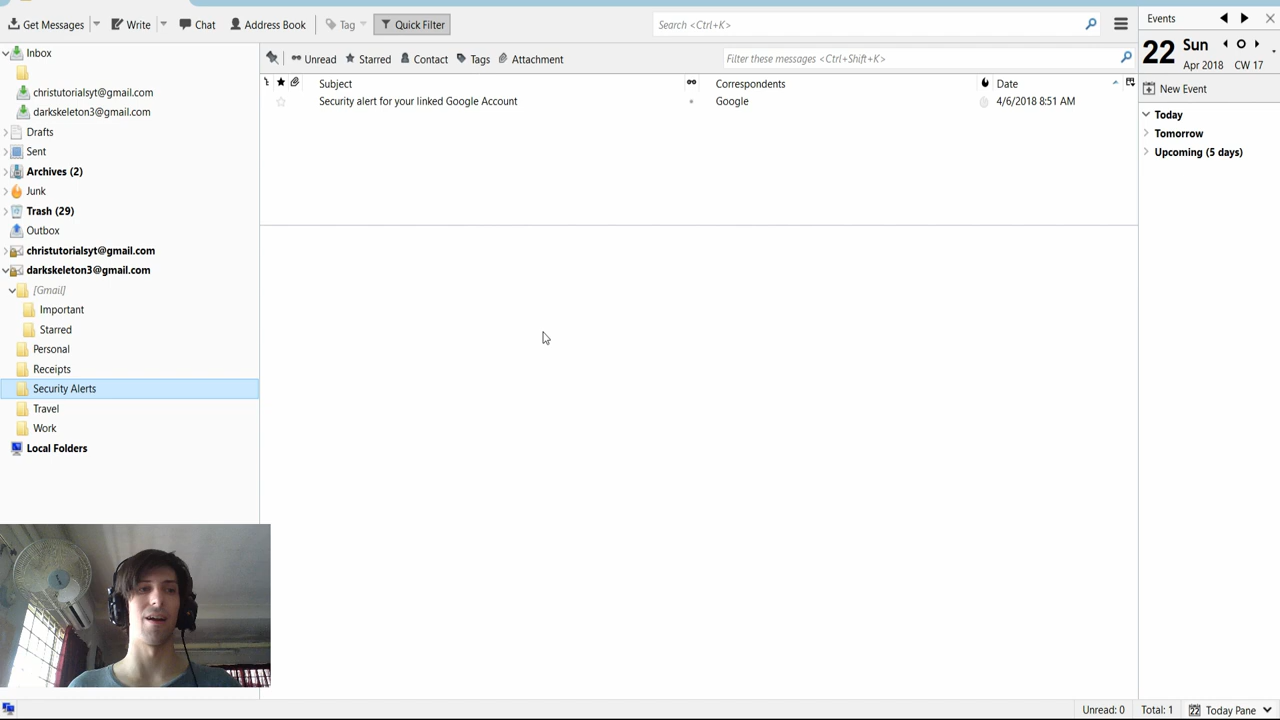 Get Messages Write Chat Address Book Tag Quick Filter Search <Ctrl+K>
Events
22 Sun
Apr 2018 CW 17
New Event
Today
Tomorrow
Upcoming (5 days)
Inbox
christutorialsyt@gmail.com
darkskeleton3@gmail.com
Drafts
Sent
Archives (2)
Junk
Trash (29)
Outbox
christutorialsyt@gmail.com
darkskeleton3@gmail.com
[Gmail]
Important
Starred
Personal
Receipts
Security Alerts
Travel
Work
Local Folders
Unread Starred Contact Tags Attachment Filter these messages <Ctrl+Shift+K>
Subject Correspondents Date
Security alert for your linked Google Account Google 4/6/2018 8:51 AM
Unread: 0 Total: 1 22 Today Pane